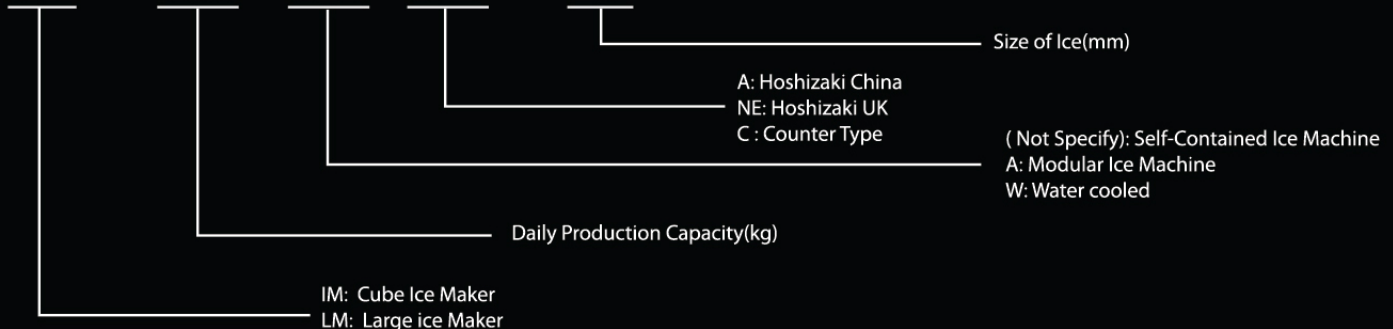 Size of Ice(mm)
A: Hoshizaki China
NE: Hoshizaki UK
C : Counter Type
( Not Specify): Self-Contained Ice Machine
A: Modular Ice Machine
W: Water cooled
Daily Production Capacity(kg)
IM: Cube Ice Maker
LM: Large ice Maker